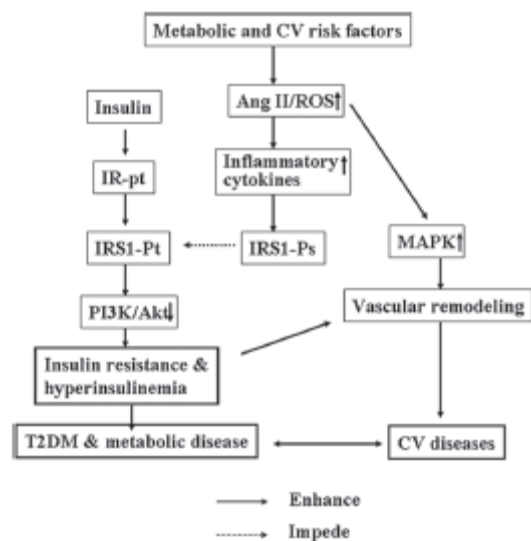 Metabolic and CV risk factors
Insulin
Ang II/ROS↑
IR-pt
Inflammatory↑
cytokines
IRS1-Pt
IRS1-Ps
MAPK↑
PI3K/Akt↓
Vascular remodeling
Insulin resistance &
hyperinsulinemia
T2DM & metabolic disease
CV diseases
Enhance
Impede